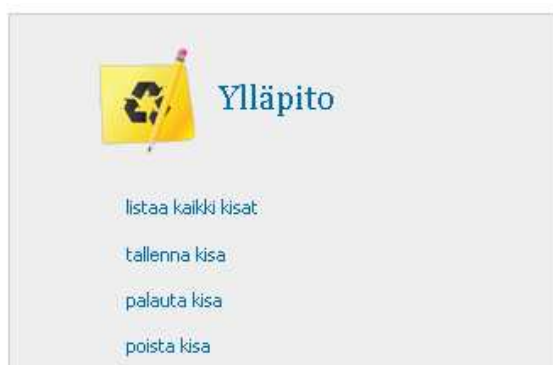 Ylläpito
listaa kaikki kisat
tallenna kisa
palauta kisa
poista kisa